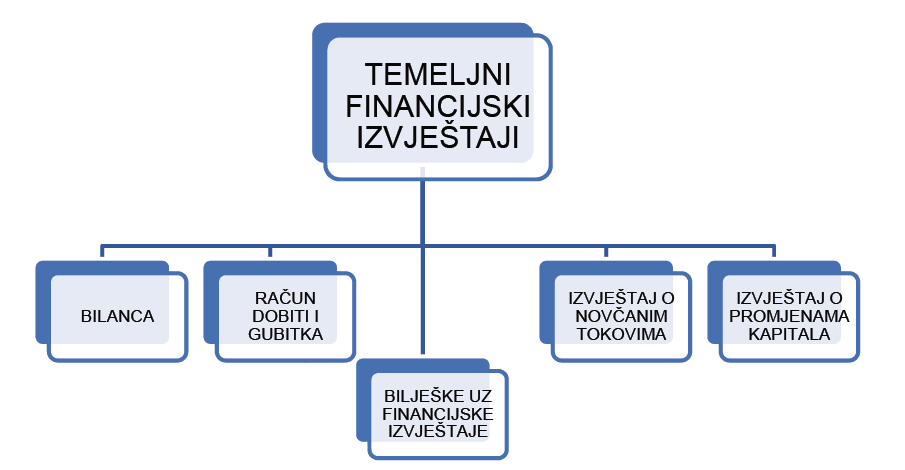 TEMELJNI
FINANCIJSKI
IZVJEŠTAJI
BILANCA
RAČUN
DOBITI I
GUBITKA
IZVJEŠTAJ O
NOVČANIM
TOKOVIMA
IZVJEŠTAJ O
PROMJENAMA
KAPITALA
BILJEŠKE UZ
FINANCIJSKE
IZVJEŠTAJE